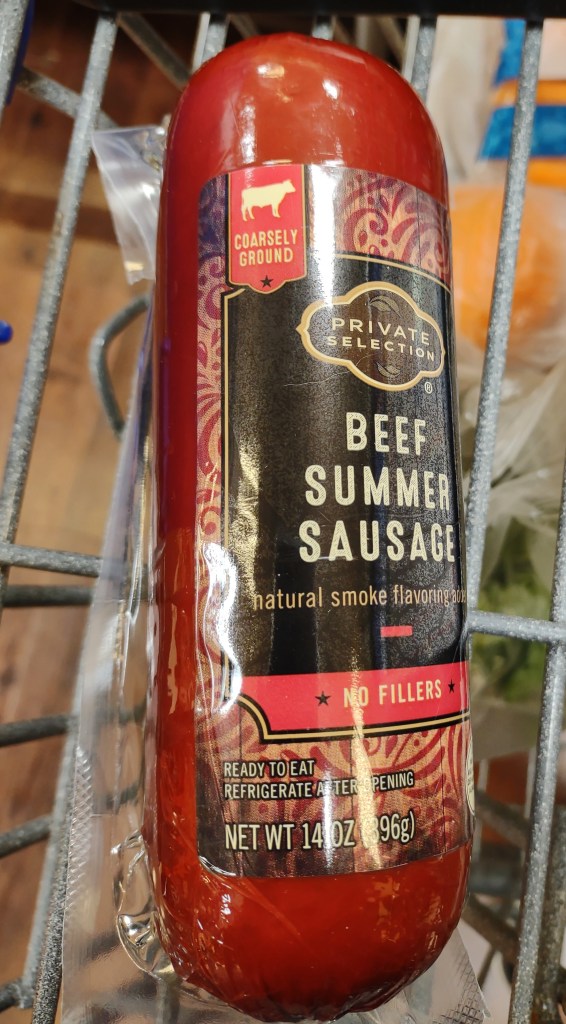 COARSELY
GROUND
PRIVATE
SELECTION
®
BEEF
SUMMER
SAUSAGE
natural smoke flavoring
NO FILLERS
READY TO EAT
REFRIGERATE AFTER OPENING
NET WT 14 OZ (396g)